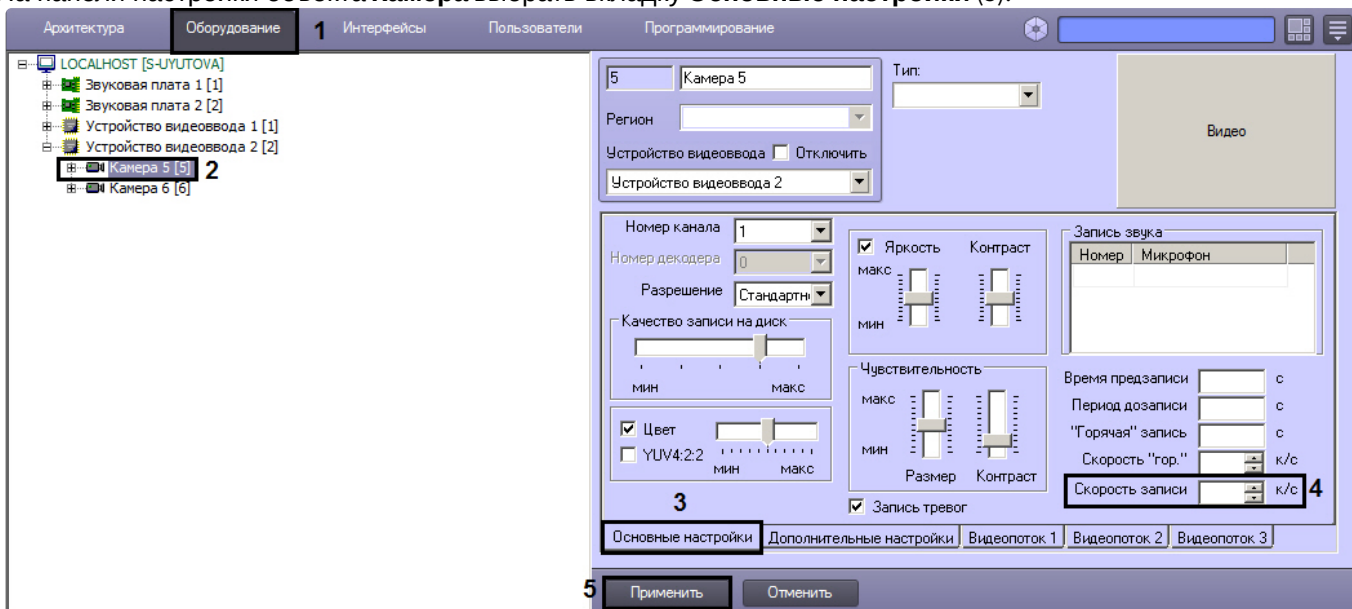 На панели настройки объекта Камера выбрать вкладку Основные настройки (3).
Архитектура Оборудование 1 Интерфейсы Пользователи Программирование
LOCALHOST [S-UYUTOVA]
Звуковая плата 1 [1]
Звуковая плата 2 [2]
Устройство видеоввода 1 [1]
Устройство видеоввода 2 [2]
Камера 5 [5] 2
Камера 6 [6]
5 Камера 5
Тип:
Регион
Устройство видеоввода Отключить
Устройство видеоввода 2
Видео
Номер канала 1
Номер декодера 0
Разрешение Стандартн
Качество записи на диск
мин макс
Цвет
YUV4:2:2
мин макс
Яркость Контраст
макс
мин
Чувствительность
макс
мин
Размер Контраст
Запись тревог
Запись звука
Номер Микрофон
Время предзаписи с
Период дозаписи с
"Горячая" запись с
Скорость "гор." к/с
Скорость записи к/с 4
3
Основные настройки Дополнительные настройки Видеопоток 1 Видеопоток 2 Видеопоток 3
5 Применить Отменить